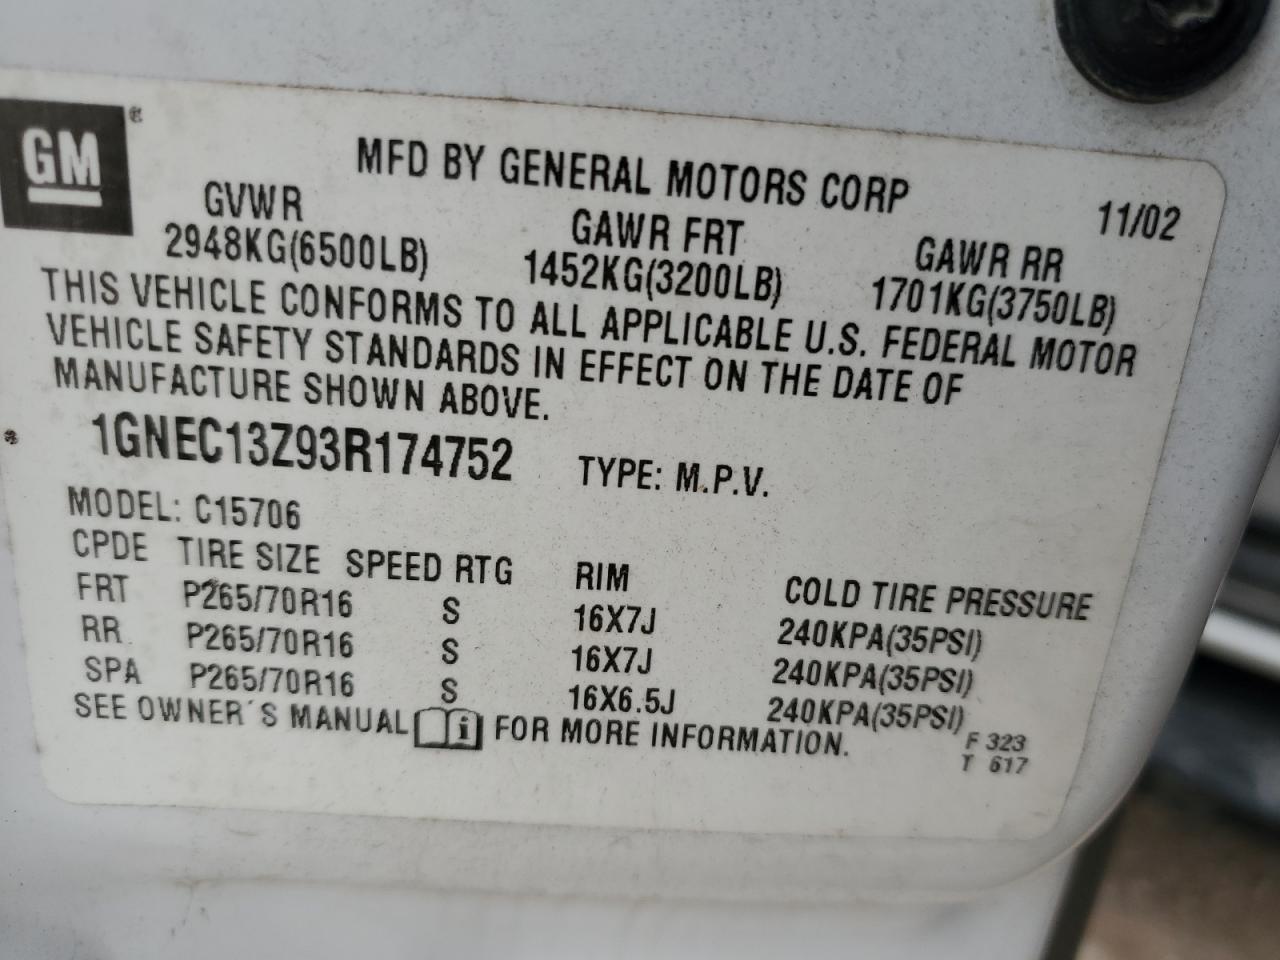 GM
MFD BY GENERAL MOTORS CORP
11/02
GVWR GAWR FRT GAWR RR
2948KG(6500LB) 1452KG(3200LB) 1701KG(3750LB)
THIS VEHICLE CONFORMS TO ALL APPLICABLE U.S. FEDERAL MOTOR
VEHICLE SAFETY STANDARDS IN EFFECT ON THE DATE OF
MANUFACTURE SHOWN ABOVE.
* 1GNEC13Z93R174752 TYPE: M.P.V.
MODEL: C15706
CPDE TIRE SIZE SPEED RTG RIM COLD TIRE PRESSURE
FRT P265/70R16 S 16X7J 240KPA(35PSI)
RR P265/70R16 S 16X7J 240KPA(35PSI)
SPA P265/70R16 S 16X6.5J 240KPA(35PSI)
SEE OWNER'S MANUAL FOR MORE INFORMATION.
F 323
T 617